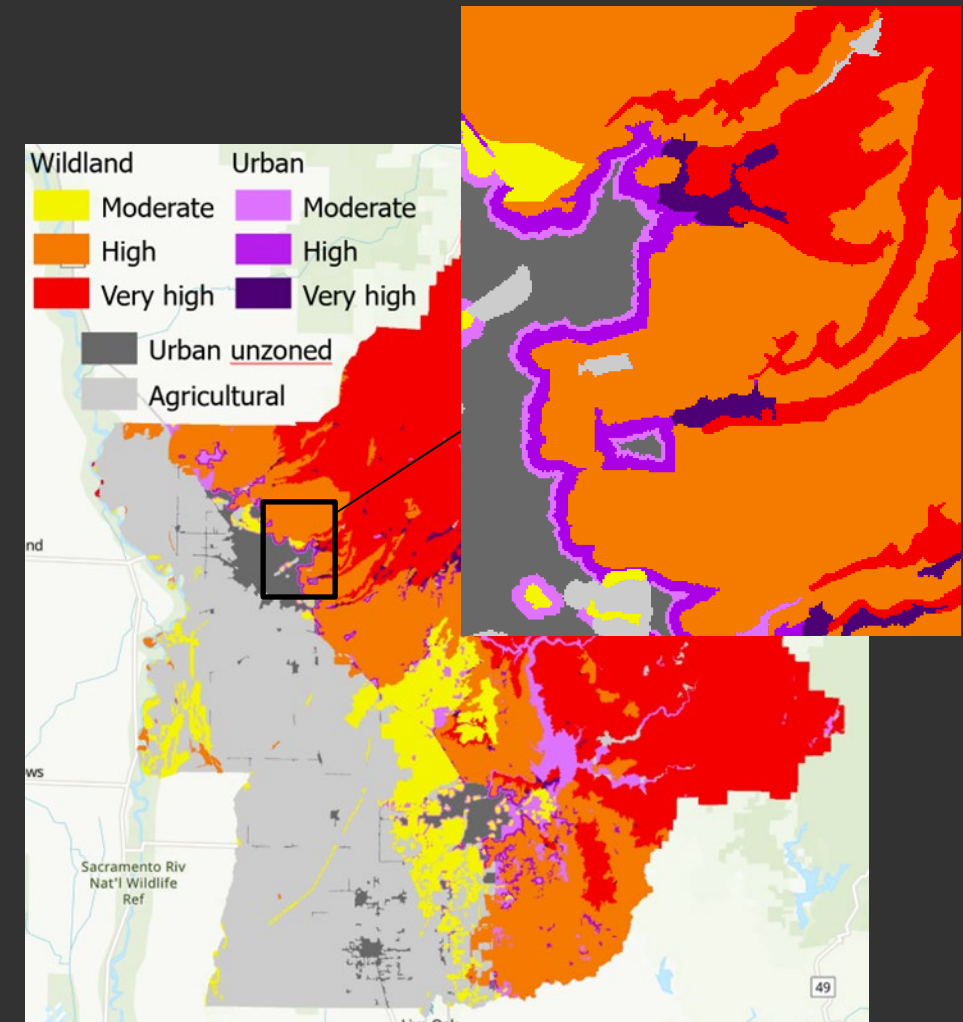 Wildland Urban
Moderate Moderate
High High
Very high Very high
Urban unzoned
Agricultural
nd
ws
Sacramento Riv
Nat'l Wildlife
Ref
49